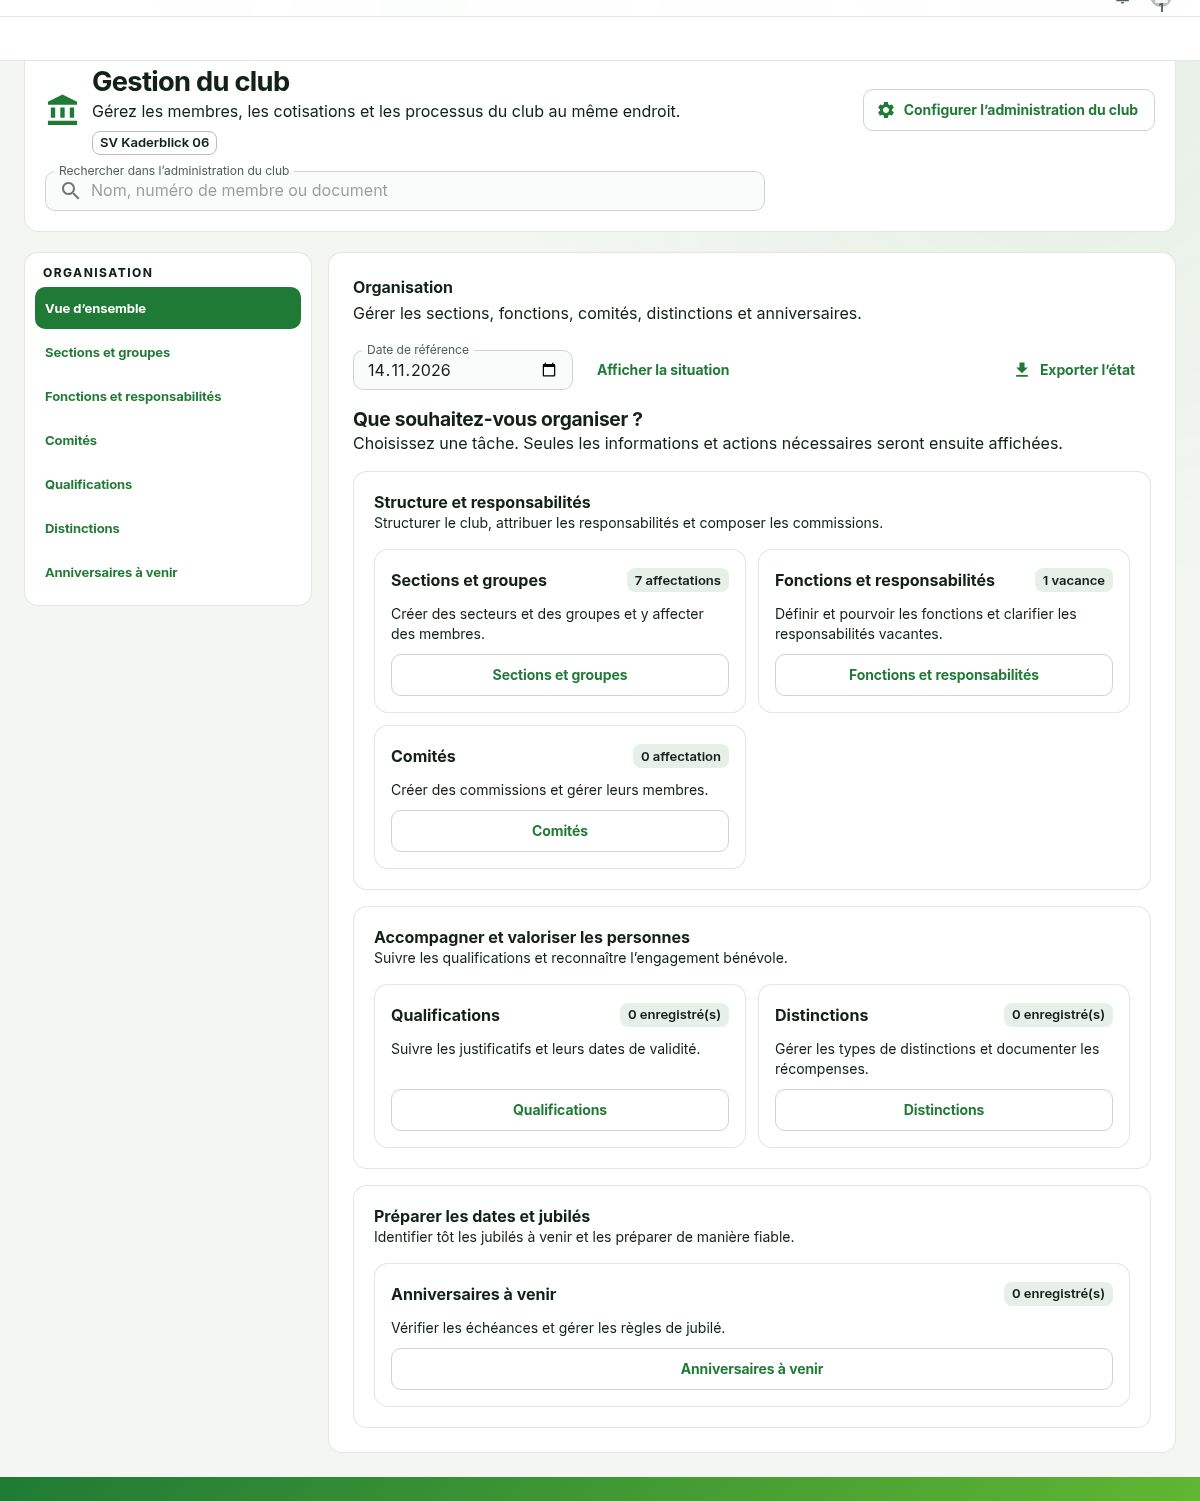 Gestion du club
Gérez les membres, les cotisations et les processus du club au même endroit.
Configurer l’administration du club
SV Kaderblick 06
Rechercher dans l’administration du club
Nom, numéro de membre ou document
ORGANISATION
Vue d’ensemble
Sections et groupes
Fonctions et responsabilités
Comités
Qualifications
Distinctions
Anniversaires à venir
Organisation
Gérer les sections, fonctions, comités, distinctions et anniversaires.
Date de référence
14.11.2026
Afficher la situation
Exporter l’état
Que souhaitez-vous organiser ?
Choisissez une tâche. Seules les informations et actions nécessaires seront ensuite affichées.
Structure et responsabilités
Structurer le club, attribuer les responsabilités et composer les commissions.
Sections et groupes
7 affectations
Créer des secteurs et des groupes et y affecter
des membres.
Sections et groupes
Fonctions et responsabilités
1 vacance
Définir et pourvoir les fonctions et clarifier les
responsabilités vacantes.
Fonctions et responsabilités
Comités
0 affectation
Créer des commissions et gérer leurs membres.
Comités
Accompagner et valoriser les personnes
Suivre les qualifications et reconnaître l’engagement bénévole.
Qualifications
0 enregistré(s)
Suivre les justificatifs et leurs dates de validité.
Qualifications
Distinctions
0 enregistré(s)
Gérer les types de distinctions et documenter les
récompenses.
Distinctions
Préparer les dates et jubilés
Identifier tôt les jubilés à venir et les préparer de manière fiable.
Anniversaires à venir
0 enregistré(s)
Vérifier les échéances et gérer les règles de jubilé.
Anniversaires à venir